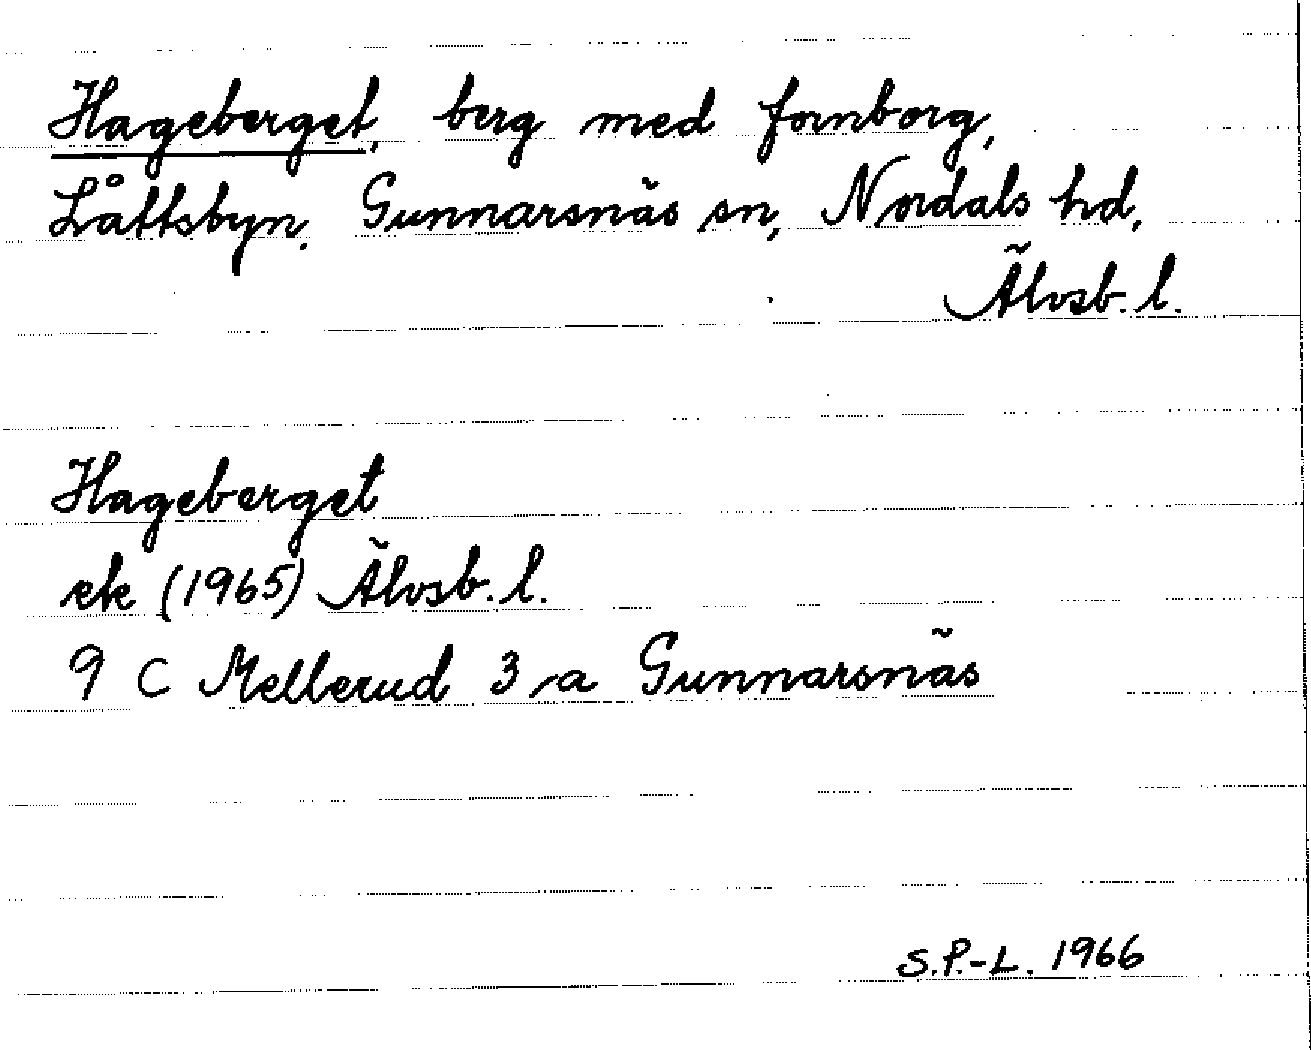 Hageberget, berg med fornborg,
Låttsbyn, Gunnarsnäs sn, Nordals hd,
Älvsb. l.
Hageberget
ek (1965) Älvsb. l.
9 C Mellerud 3 a Gunnarsnäs
S.P.-L. 1966